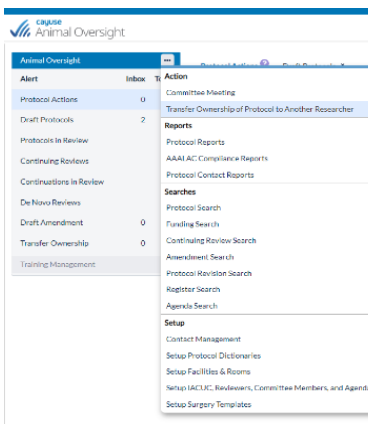 cayuse
Animal Oversight
Animal Oversight
Protocol Actions
Draft Protocols
Alert Inbox
Protocol Actions 0
Draft Protocols 2
Protocols In Review
Continuing Reviews
Continuations in Review
De Novo Reviews
Draft Amendment 0
Transfer Ownership 0
Training Management
Action
Committee Meeting
Transfer Ownership of Protocol to Another Researcher
Reports
Protocol Reports
AAALAC Compliance Reports
Protocol Contact Reports
Searches
Protocol Search
Funding Search
Continuing Review Search
Amendment Search
Protocol Revision Search
Register Search
Agenda Search
Setup
Contact Management
Setup Protocol Dictionaries
Setup Facilities & Rooms
Setup IACUC, Reviewers, Committee Members, and Agenda
Setup Surgery Templates